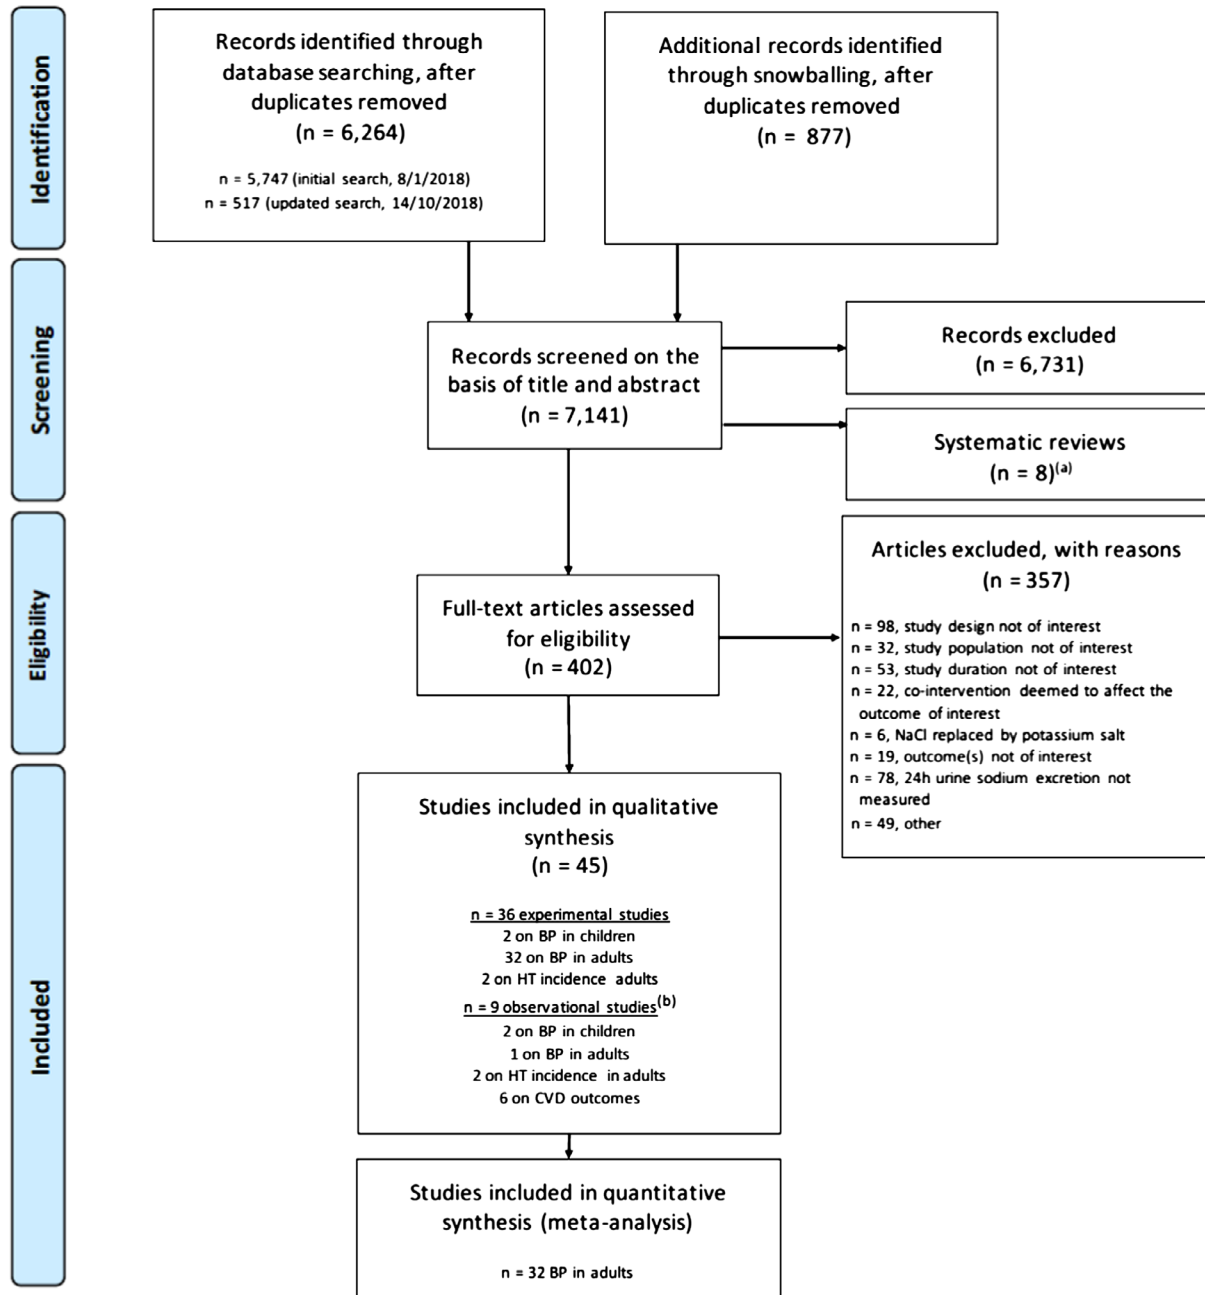 Identification
Records identified through
database searching, after
duplicates removed
(n = 6,264)
n = 5,747 (initial search, 8/1/2018)
n = 517 (updated search, 14/10/2018)
Additional records identified
through snowballing, after
duplicates removed
(n = 877)
Screening
Records screened on the
basis of title and abstract
(n = 7,141)
Records excluded
(n = 6,731)
Systematic reviews
(n = 8)(a)
Eligibility
Full-text articles assessed
for eligibility
(n = 402)
Articles excluded, with reasons
(n = 357)
n = 98, study design not of interest
n = 32, study population not of interest
n = 53, study duration not of interest
n = 22, co-intervention deemed to affect the
outcome of interest
n = 6, NaCl replaced by potassium salt
n = 19, outcome(s) not of interest
n = 78, 24h urine sodium excretion not
measured
n = 49, other
Included
Studies included in qualitative
synthesis
(n = 45)
n = 36 experimental studies
2 on BP in children
32 on BP in adults
2 on HT incidence adults
n = 9 observational studies(b)
2 on BP in children
1 on BP in adults
2 on HT incidence in adults
6 on CVD outcomes
Studies included in quantitative
synthesis (meta-analysis)
n = 32 BP in adults